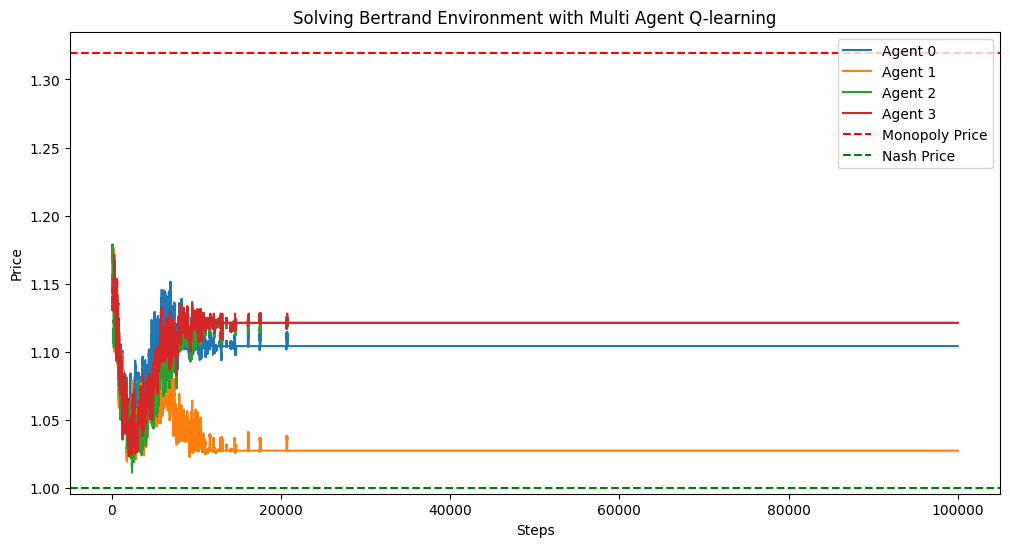 Solving Bertrand Environment with Multi Agent Q-learning
Agent 0
Agent 1
Agent 2
Agent 3
Monopoly Price
Nash Price
Price
1.30
1.25
1.20
1.15
1.10
1.05
1.00
0
20000
40000
60000
80000
100000
Steps